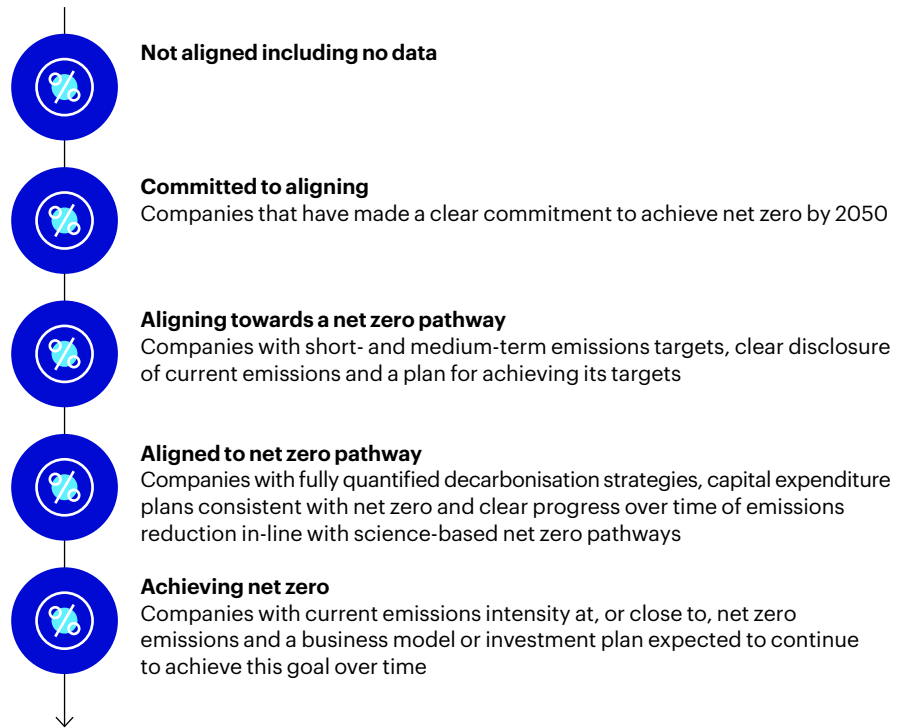 Not aligned including no data
Committed to aligning
Companies that have made a clear commitment to achieve net zero by 2050
Aligning towards a net zero pathway
Companies with short- and medium-term emissions targets, clear disclosure
of current emissions and a plan for achieving its targets
Aligned to net zero pathway
Companies with fully quantified decarbonisation strategies, capital expenditure
plans consistent with net zero and clear progress over time of emissions
reduction in-line with science-based net zero pathways
Achieving net zero
Companies with current emissions intensity at, or close to, net zero
emissions and a business model or investment plan expected to continue
to achieve this goal over time